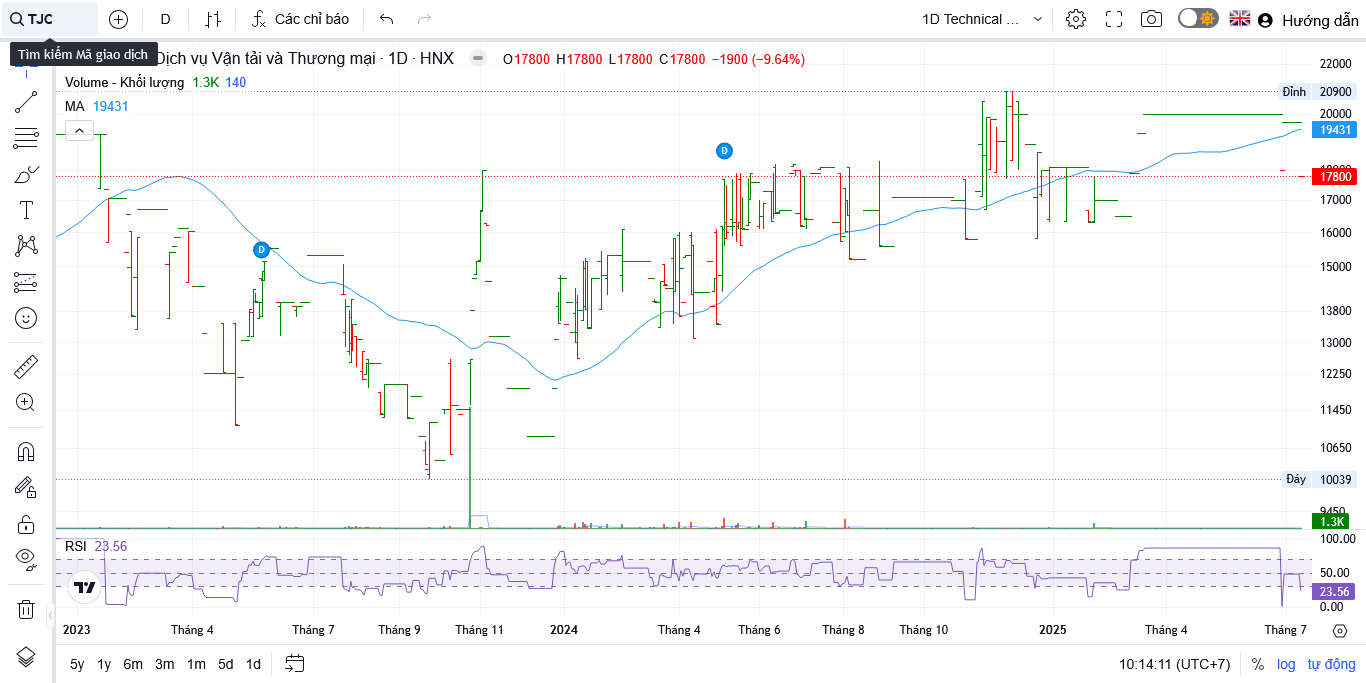 TJC D Các chỉ báo 1D Technical ... Hướng dẫn
Tìm kiếm Mã giao dịch
Dịch vụ Vận tải và Thương mại · 1D · HNX O17800 H17800 L17800 C17800 −1900 (−9.64%)
Volume - Khối lượng 1.3K 140
MA 19431
22000
Đỉnh 20900
20000
19431
18000
17800
17000
16000
15000
13800
13000
12250
11450
10650
Đáy 10039
9450
1.3K
D
D
RSI 23.56
100.00
50.00
23.56
0.00
2023 Tháng 4 Tháng 7 Tháng 9 Tháng 11 2024 Tháng 4 Tháng 6 Tháng 8 Tháng 10 2025 Tháng 4 Tháng 7
5y 1y 6m 3m 1m 5d 1d 10:14:11 (UTC+7) % log tự động